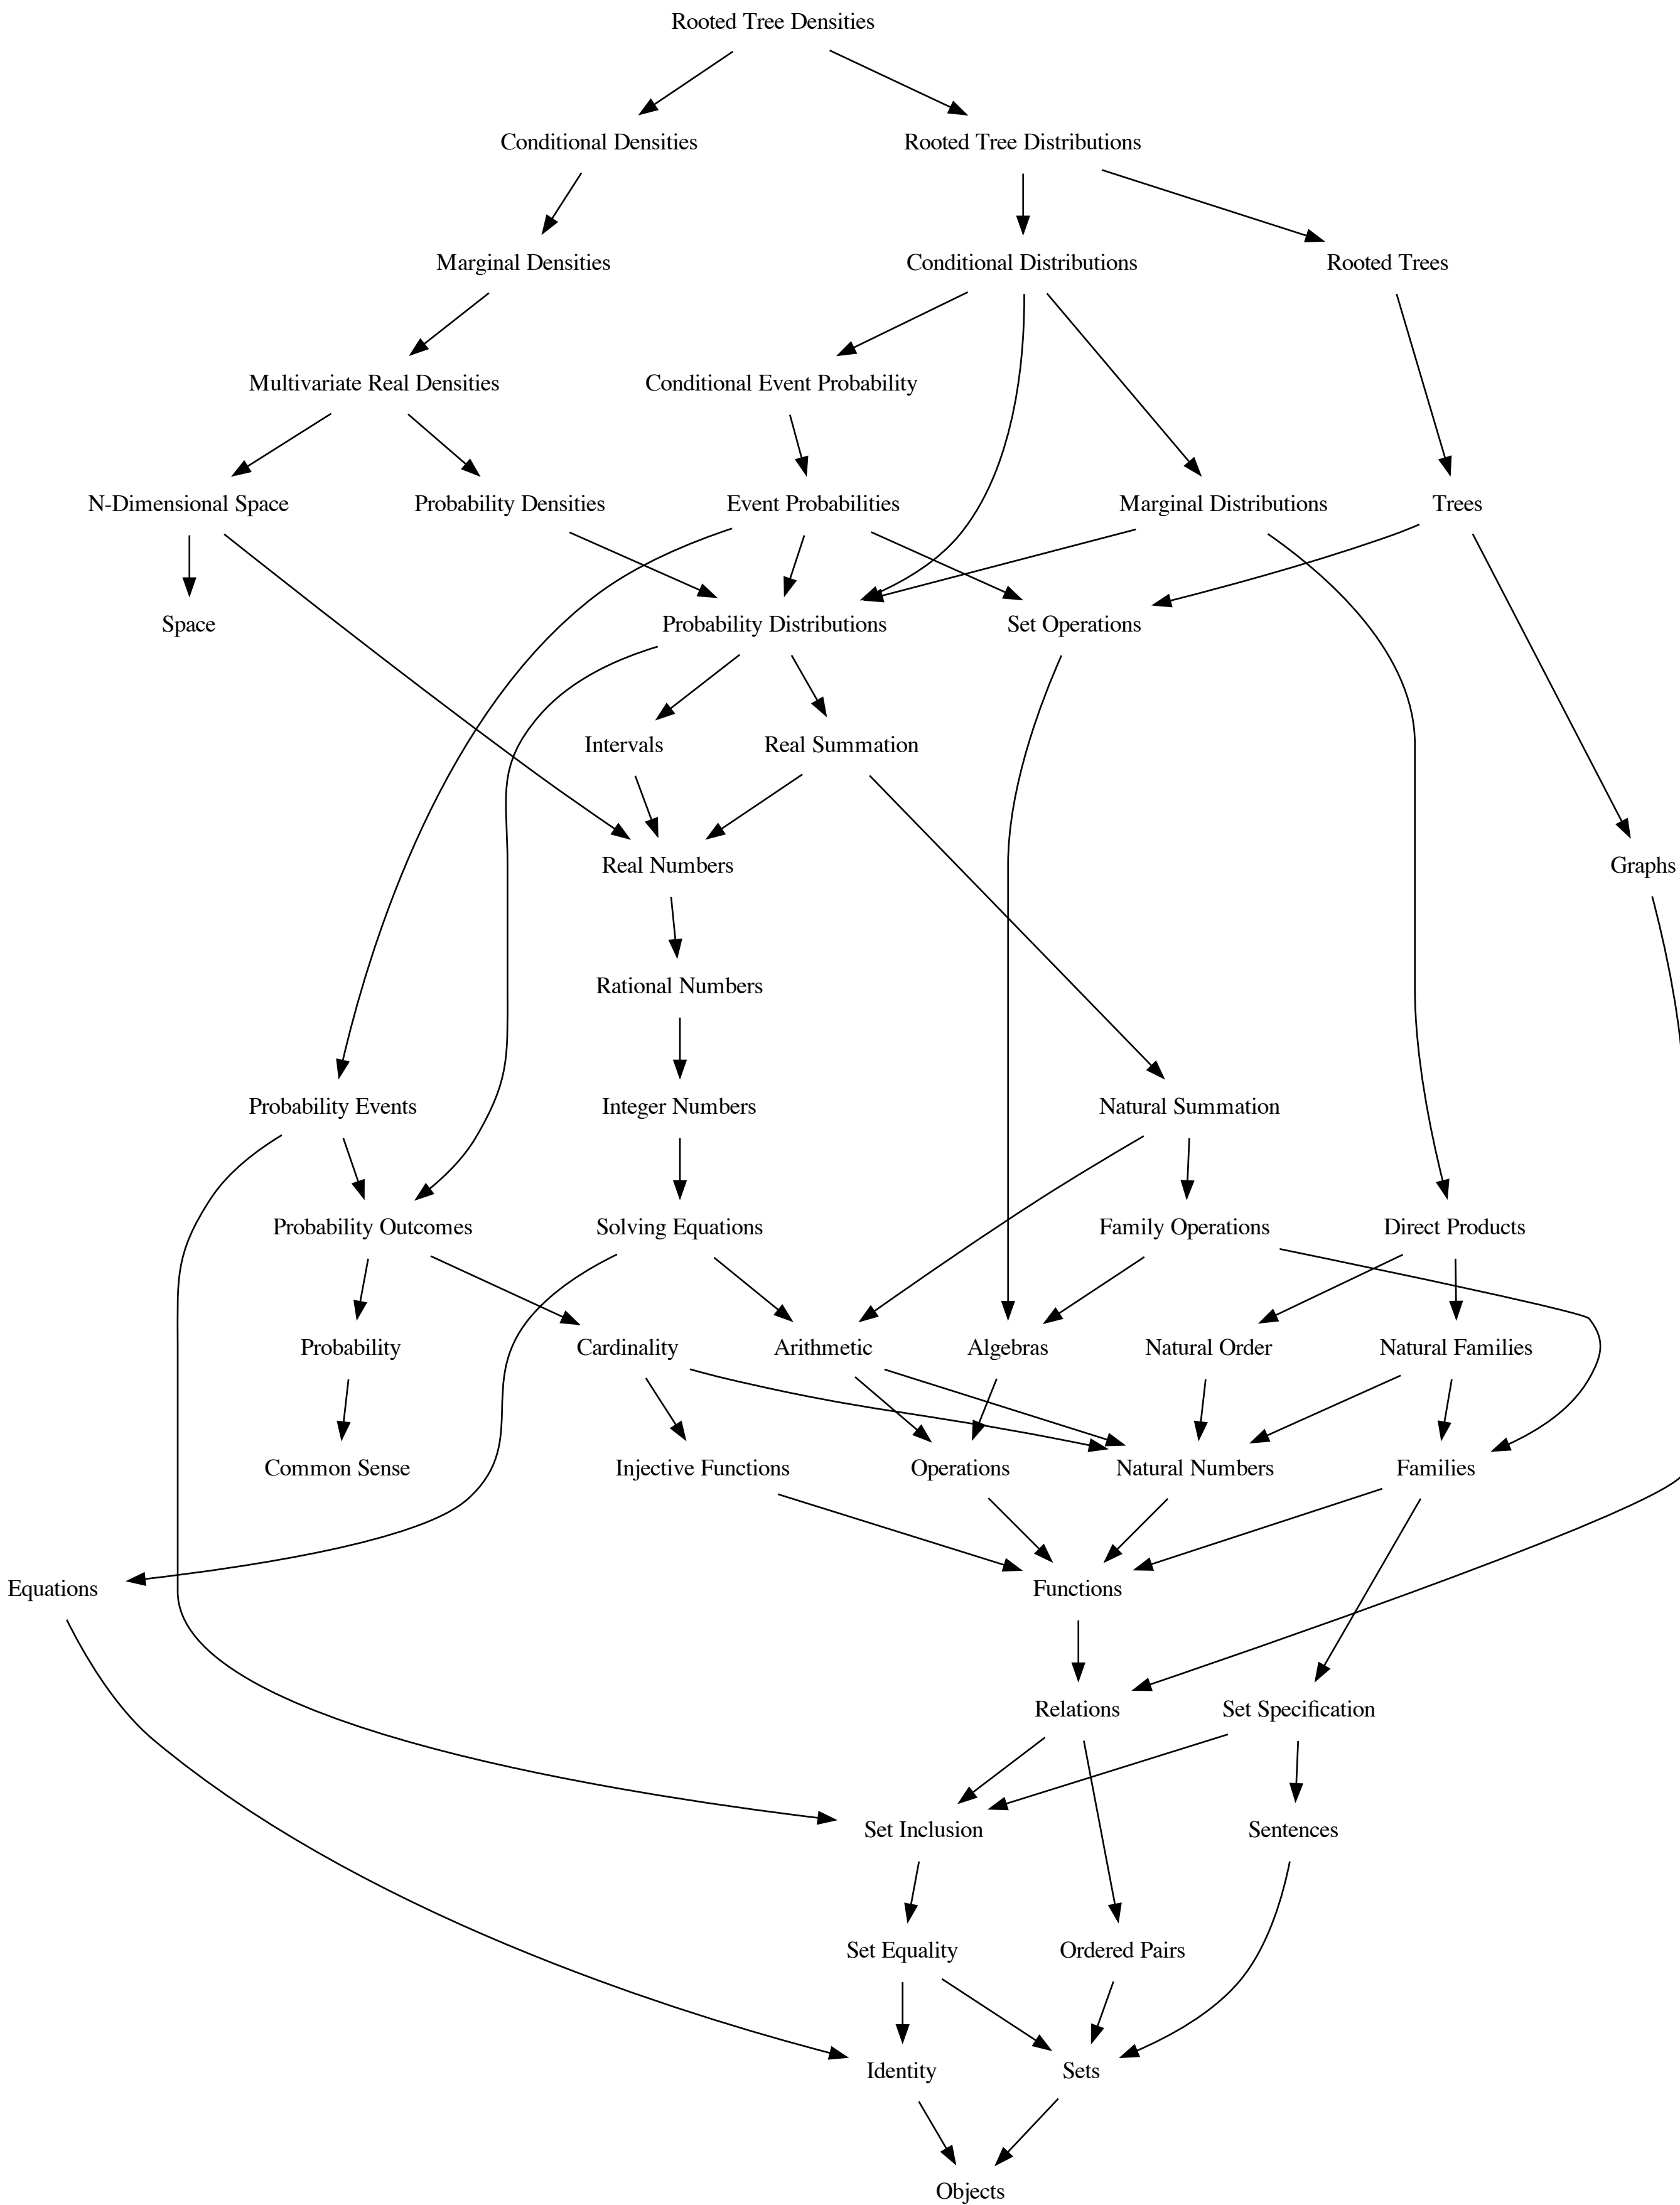 Rooted Tree Densities
Conditional Densities
Rooted Tree Distributions
Marginal Densities
Conditional Distributions
Rooted Trees
Multivariate Real Densities
Conditional Event Probability
N-Dimensional Space
Probability Densities
Event Probabilities
Marginal Distributions
Trees
Space
Probability Distributions
Set Operations
Intervals
Real Summation
Real Numbers
Graphs
Rational Numbers
Probability Events
Integer Numbers
Natural Summation
Probability Outcomes
Solving Equations
Family Operations
Direct Products
Probability
Cardinality
Arithmetic
Algebras
Natural Order
Natural Families
Common Sense
Injective Functions
Operations
Natural Numbers
Families
Equations
Functions
Relations
Set Specification
Set Inclusion
Sentences
Set Equality
Ordered Pairs
Identity
Sets
Objects